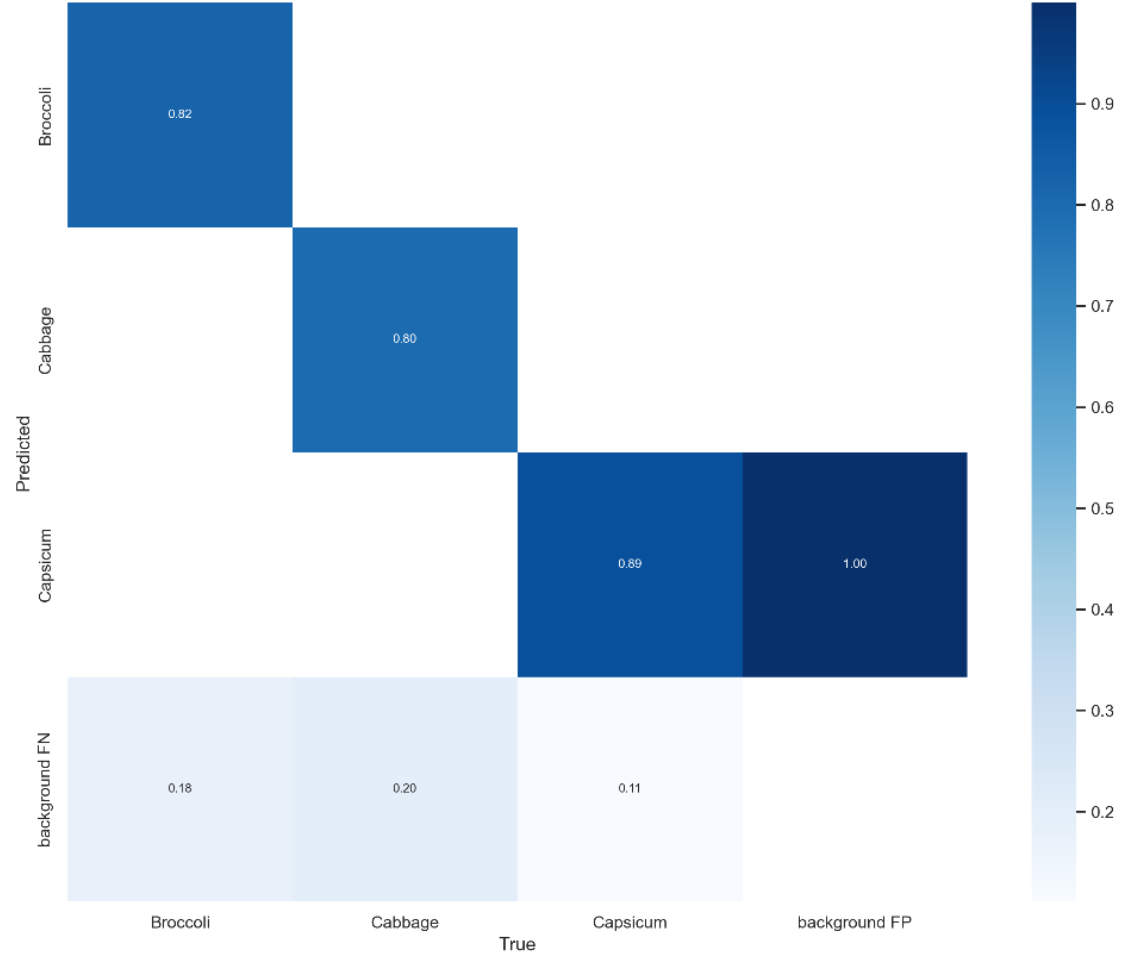 Broccoli
0.82
Cabbage
0.80
Predicted
Capsicum
0.89 1.00
background FN
0.18 0.20 0.11
Broccoli Cabbage Capsicum background FP
True
0.9
0.8
0.7
0.6
0.5
0.4
0.3
0.2